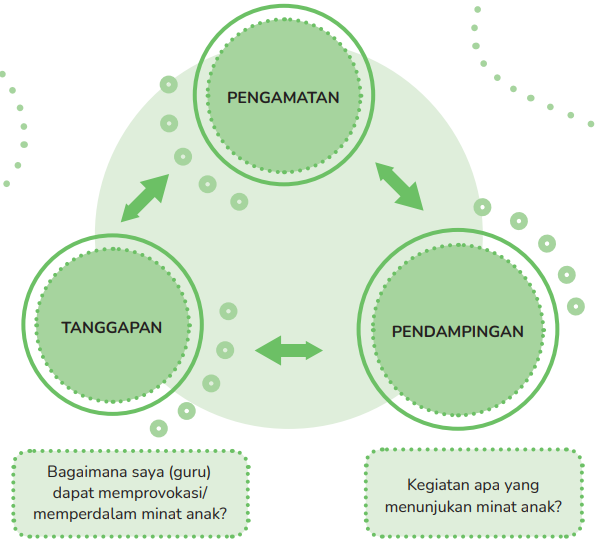 PENGAMATAN
TANGGAPAN
PENDAMPINGAN
Bagaimana saya (guru)
dapat memprovokasi/
memperdalam minat anak?
Kegiatan apa yang
menunjukan minat anak?